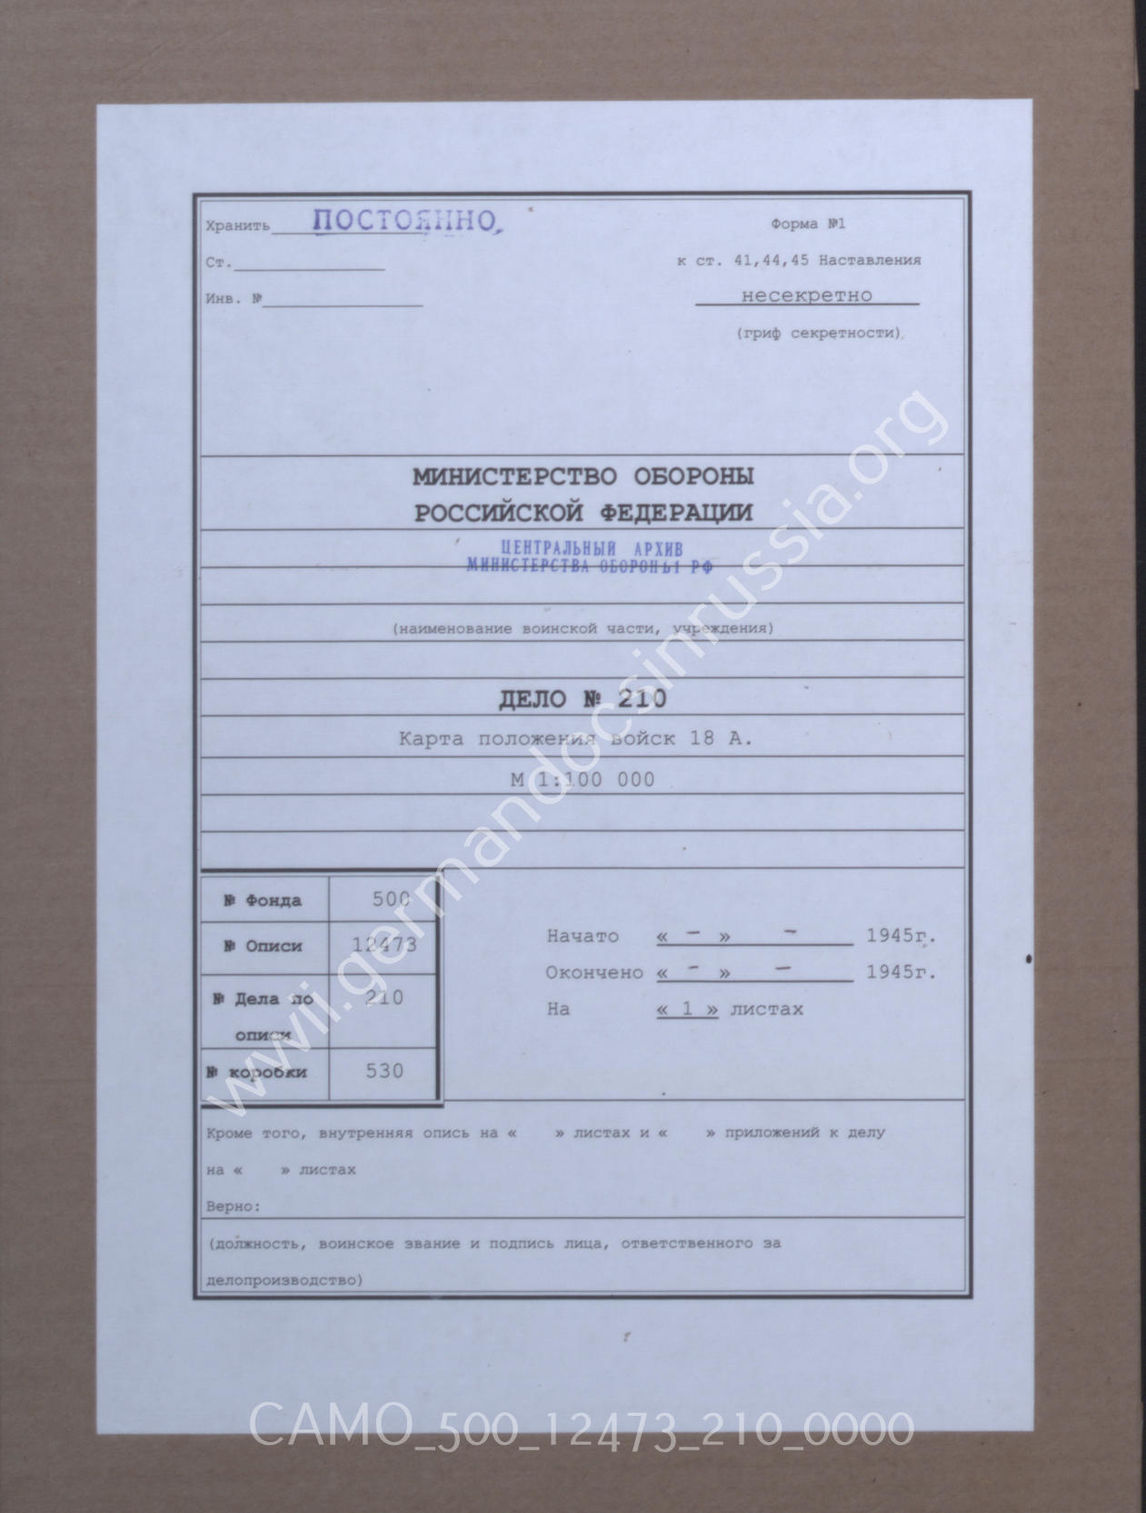 Хранить ПОСТОЯННО,
Форма №1
Ст.
к ст. 41,44,45 Наставления
Инв. №
несекретно
(гриф секретности)
МИНИСТЕРСТВО ОБОРОНЫ
РОССИЙСКОЙ ФЕДЕРАЦИИ
ЦЕНТРАЛЬНЫЙ АРХИВ
МИНИСТЕРСТВА ОБОРОНЫ РФ
(наименование воинской части, учреждения)
ДЕЛО № 210
Карта положения войск 18 А.
М 1:100 000
№ Фонда 500
№ Описи 12473
№ Дела по описи 210
№ коробки 530
Начато « – » – 1945г.
Окончено « – » – 1945г.
На « 1 » листах
Кроме того, внутренняя опись на « » листах и « » приложений к делу
на « » листах
Верно:
(должность, воинское звание и подпись лица, ответственного за
делопроизводство)
wwii.germandocsinrussia.org
CAMO_500_12473_210_0000